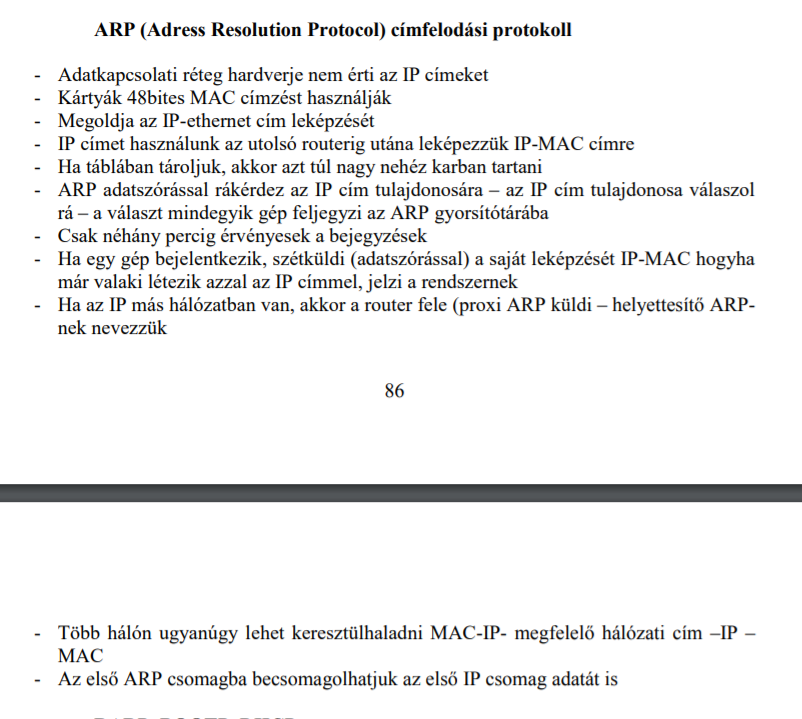 ARP (Adress Resolution Protocol) címfelodási protokoll
- Adatkapcsolati réteg hardverje nem érti az IP címeket
- Kártyák 48bites MAC címzést használják
- Megoldja az IP-ethernet cím leképzését
- IP címet használunk az utolsó routerig utána leképezzük IP-MAC címre
- Ha táblában tároljuk, akkor azt túl nagy nehéz karban tartani
- ARP adatszórással rákérdez az IP cím tulajdonosára – az IP cím tulajdonosa válaszol
rá – a választ mindegyik gép feljegyzi az ARP gyorsítótárába
- Csak néhány percig érvényesek a bejegyzések
- Ha egy gép bejelentkezik, szétküldi (adatszórással) a saját leképzését IP-MAC hogyha
már valaki létezik azzal az IP címmel, jelzi a rendszernek
- Ha az IP más hálózatban van, akkor a router fele (proxi ARP küldi – helyettesítő ARP-
nek nevezzük
86
- Több hálón ugyanúgy lehet keresztülhaladni MAC-IP- megfelelő hálózati cím –IP –
MAC
- Az első ARP csomagba becsomagolhatjuk az első IP csomag adatát is